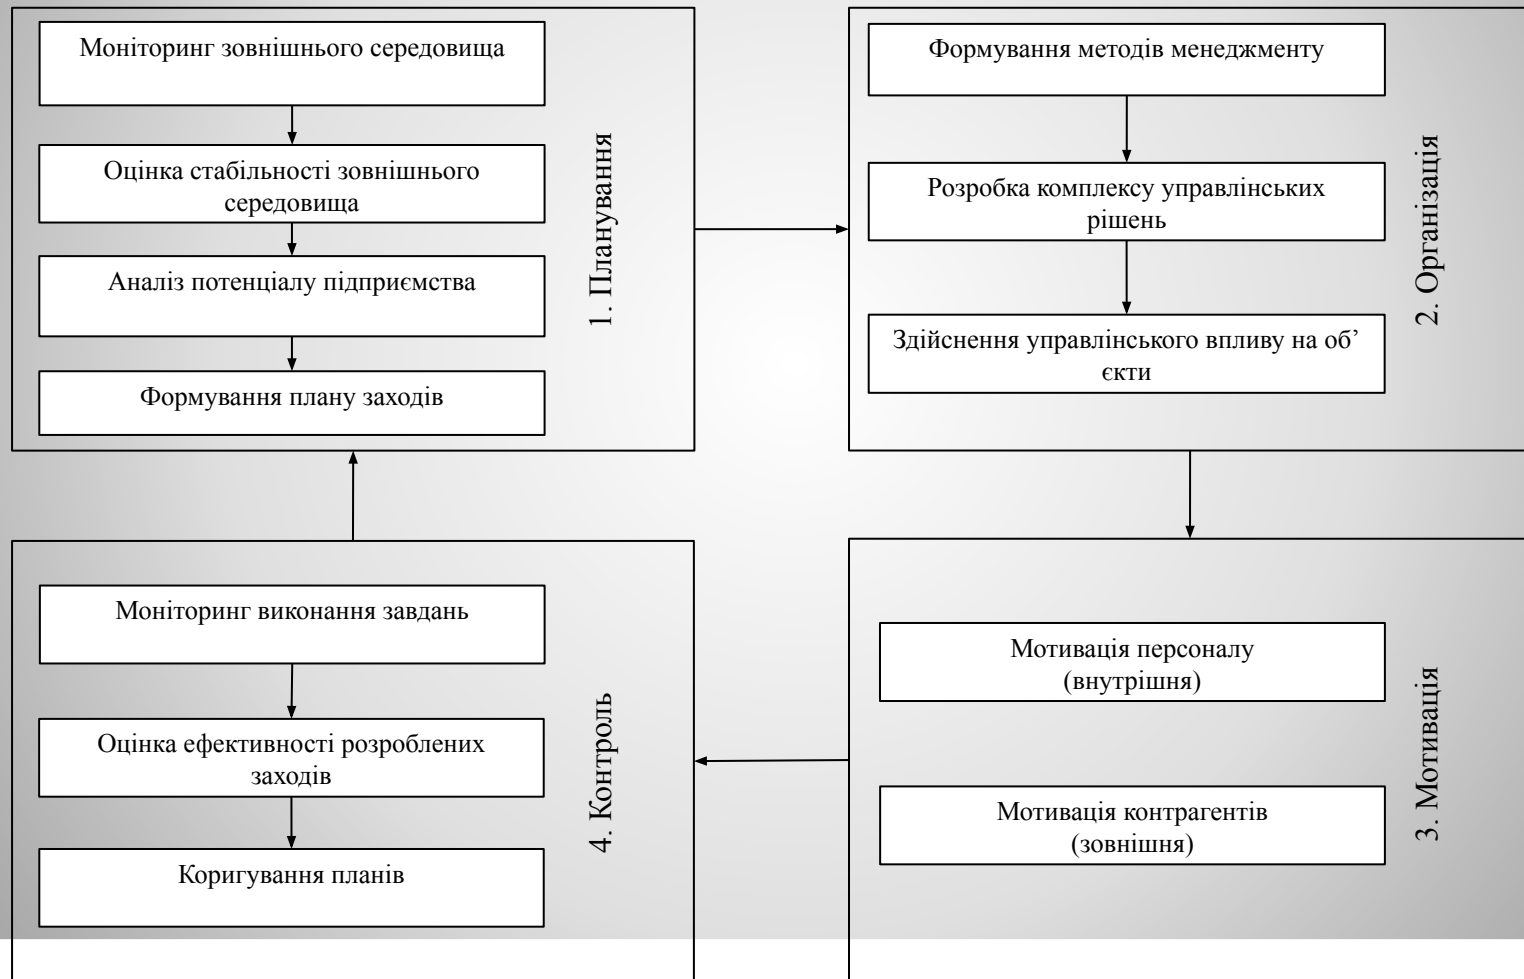 Моніторинг зовнішнього середовища
Оцінка стабільності зовнішнього
середовища
Аналіз потенціалу підприємства
Формування плану заходів
1. Планування
Формування методів менеджменту
Розробка комплексу управлінських
рішень
Здійснення управлінського впливу на об’
єкти
2. Організація
Мотивація персоналу
(внутрішня)
Мотивація контрагентів
(зовнішня)
3. Мотивація
Моніторинг виконання завдань
Оцінка ефективності розроблених
заходів
Коригування планів
4. Контроль